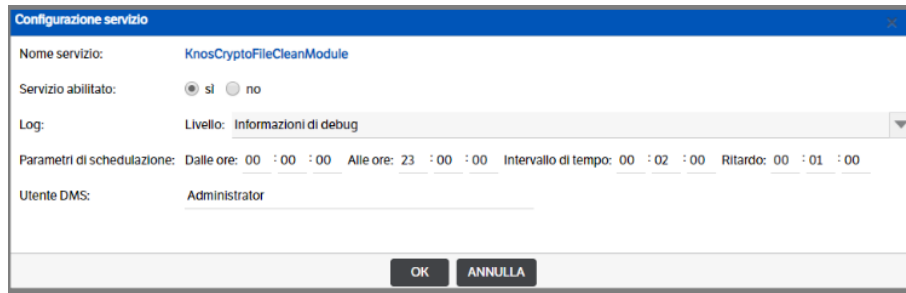 Configurazione servizio
Nome servizio: KnosCryptoFileCleanModule
Servizio abilitato: sì no
Log: Livello: Informazioni di debug
Parametri di schedulazione: Dalle ore: 00 : 00 : 00 Alle ore: 23 : 00 : 00 Intervallo di tempo: 00 : 02 : 00 Ritardo: 00 : 01 : 00
Utente DMS: Administrator
OK ANNULLA